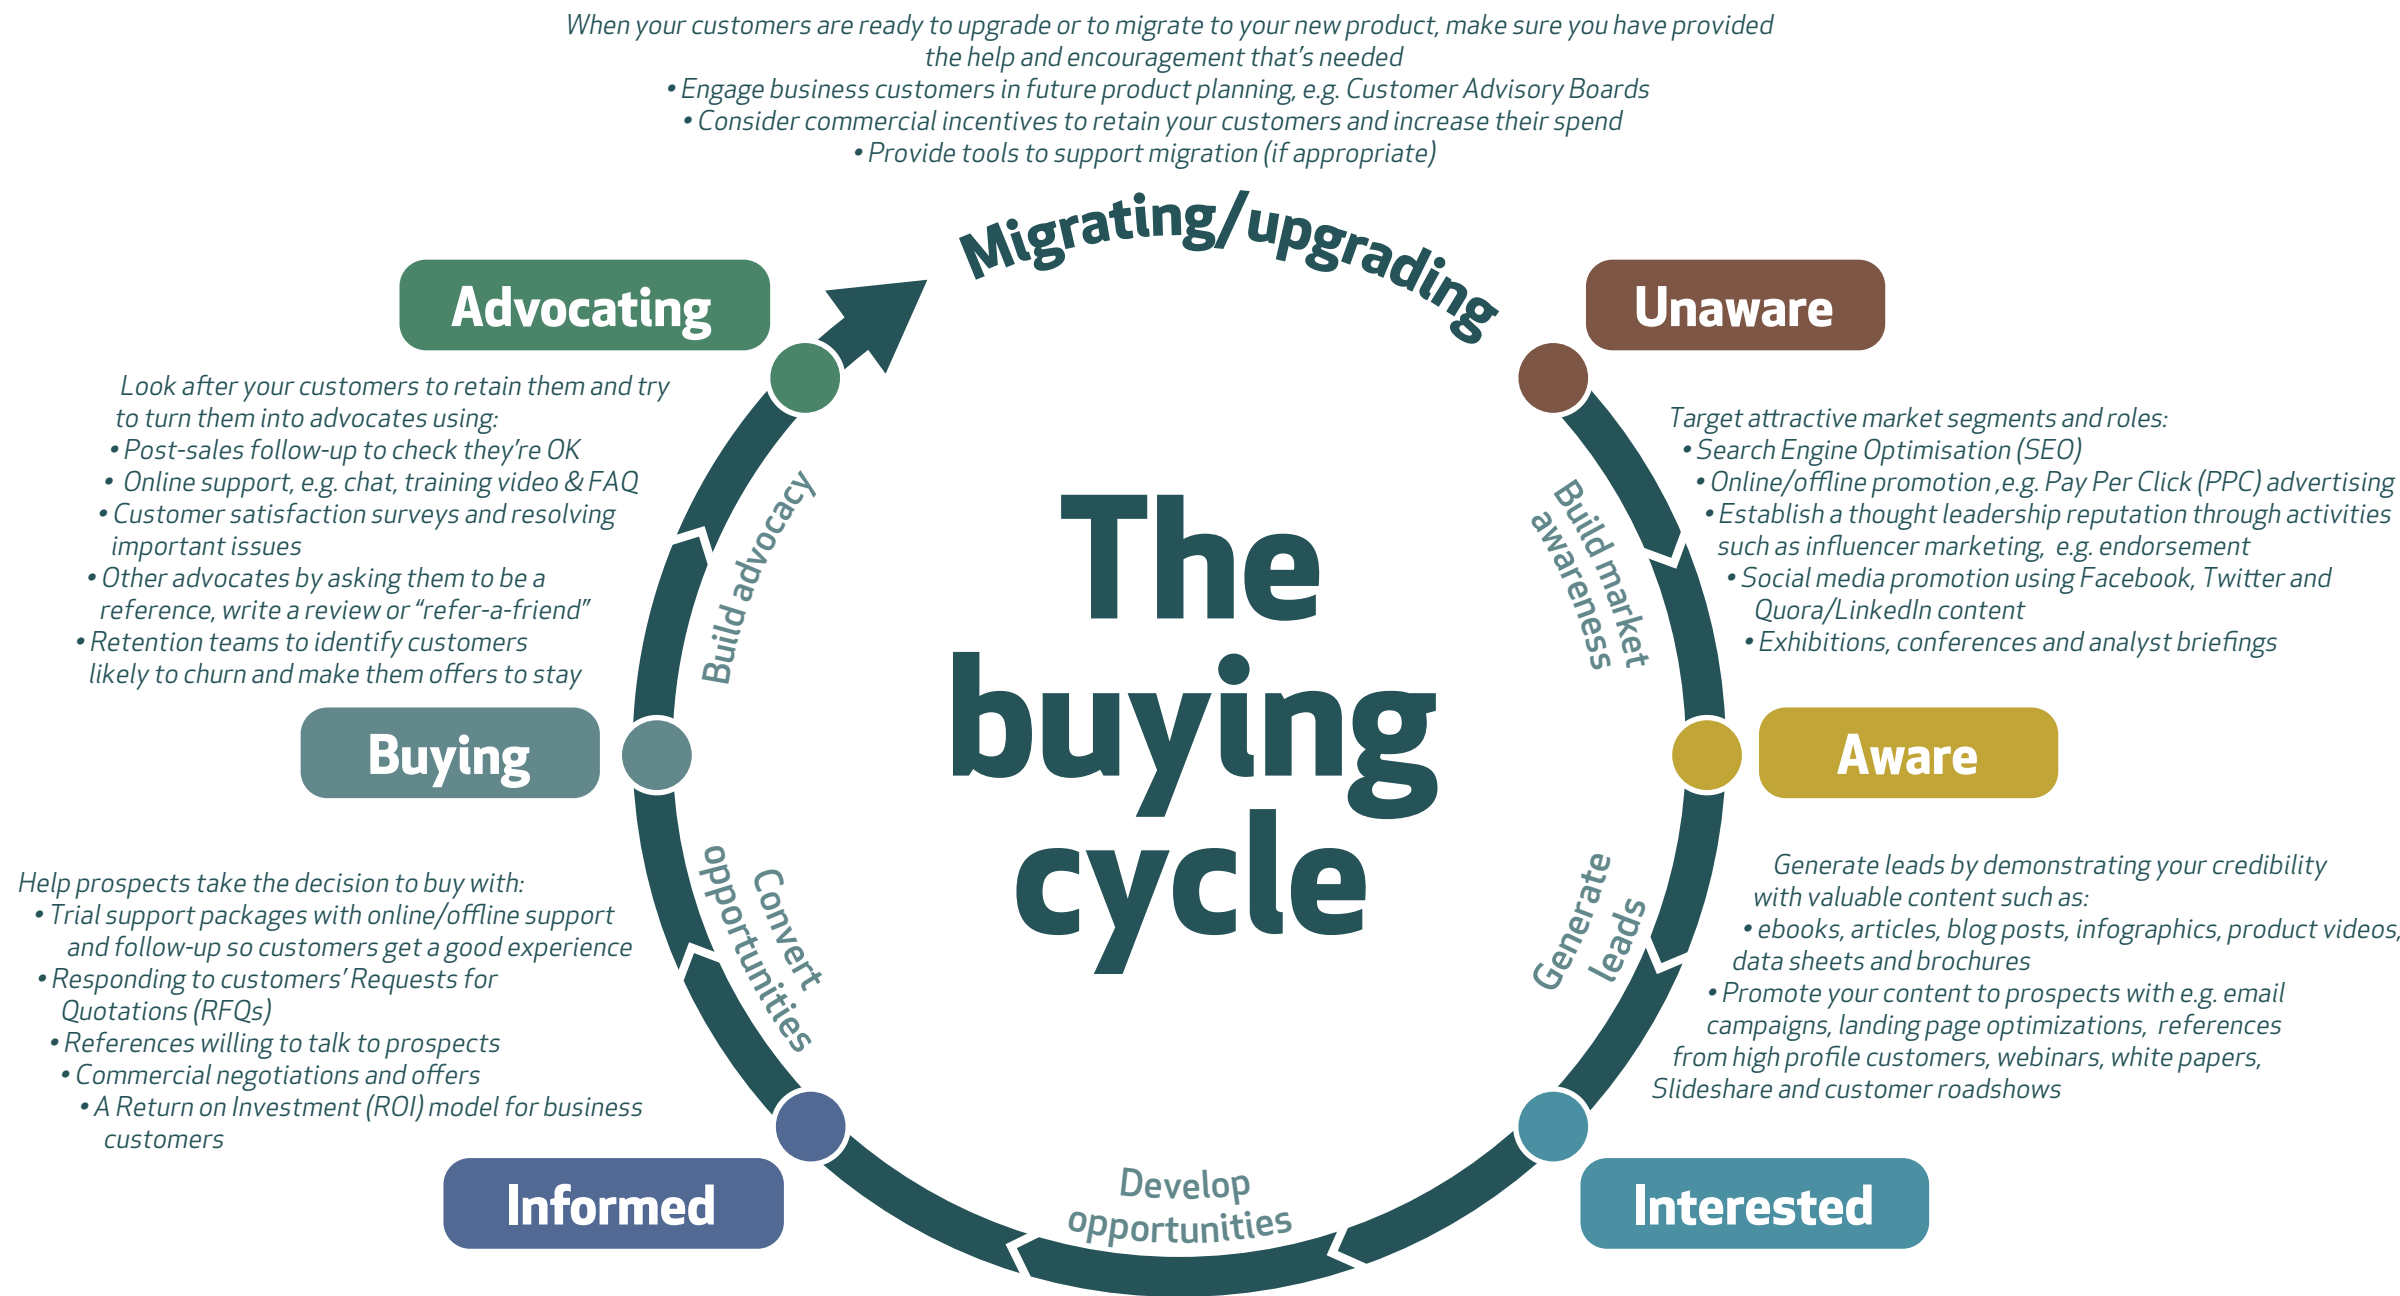 When your customers are ready to upgrade or to migrate to your new product, make sure you have provided
the help and encouragement that's needed
• Engage business customers in future product planning, e.g. Customer Advisory Boards
• Consider commercial incentives to retain your customers and increase their spend
• Provide tools to support migration (if appropriate)
Migrating/upgrading
The
buying
cycle
Unaware
Target attractive market segments and roles:
• Search Engine Optimisation (SEO)
• Online/offline promotion ,e.g. Pay Per Click (PPC) advertising
• Establish a thought leadership reputation through activities
such as influencer marketing, e.g. endorsement
• Social media promotion using Facebook, Twitter and
Quora/LinkedIn content
• Exhibitions, conferences and analyst briefings
Build market
awareness
Aware
Generate leads by demonstrating your credibility
with valuable content such as:
• ebooks, articles, blog posts, infographics, product videos,
data sheets and brochures
• Promote your content to prospects with e.g. email
campaigns, landing page optimizations, references
from high profile customers, webinars, white papers,
Slideshare and customer roadshows
Generate
leads
Interested
Develop
opportunities
Informed
Help prospects take the decision to buy with:
• Trial support packages with online/offline support
and follow-up so customers get a good experience
• Responding to customers' Requests for
Quotations (RFQs)
• References willing to talk to prospects
• Commercial negotiations and offers
• A Return on Investment (ROI) model for business
customers
Convert
opportunities
Buying
Look after your customers to retain them and try
to turn them into advocates using:
• Post-sales follow-up to check they're OK
• Online support, e.g. chat, training video & FAQ
• Customer satisfaction surveys and resolving
important issues
• Other advocates by asking them to be a
reference, write a review or "refer-a-friend"
• Retention teams to identify customers
likely to churn and make them offers to stay
Build advocacy
Advocating